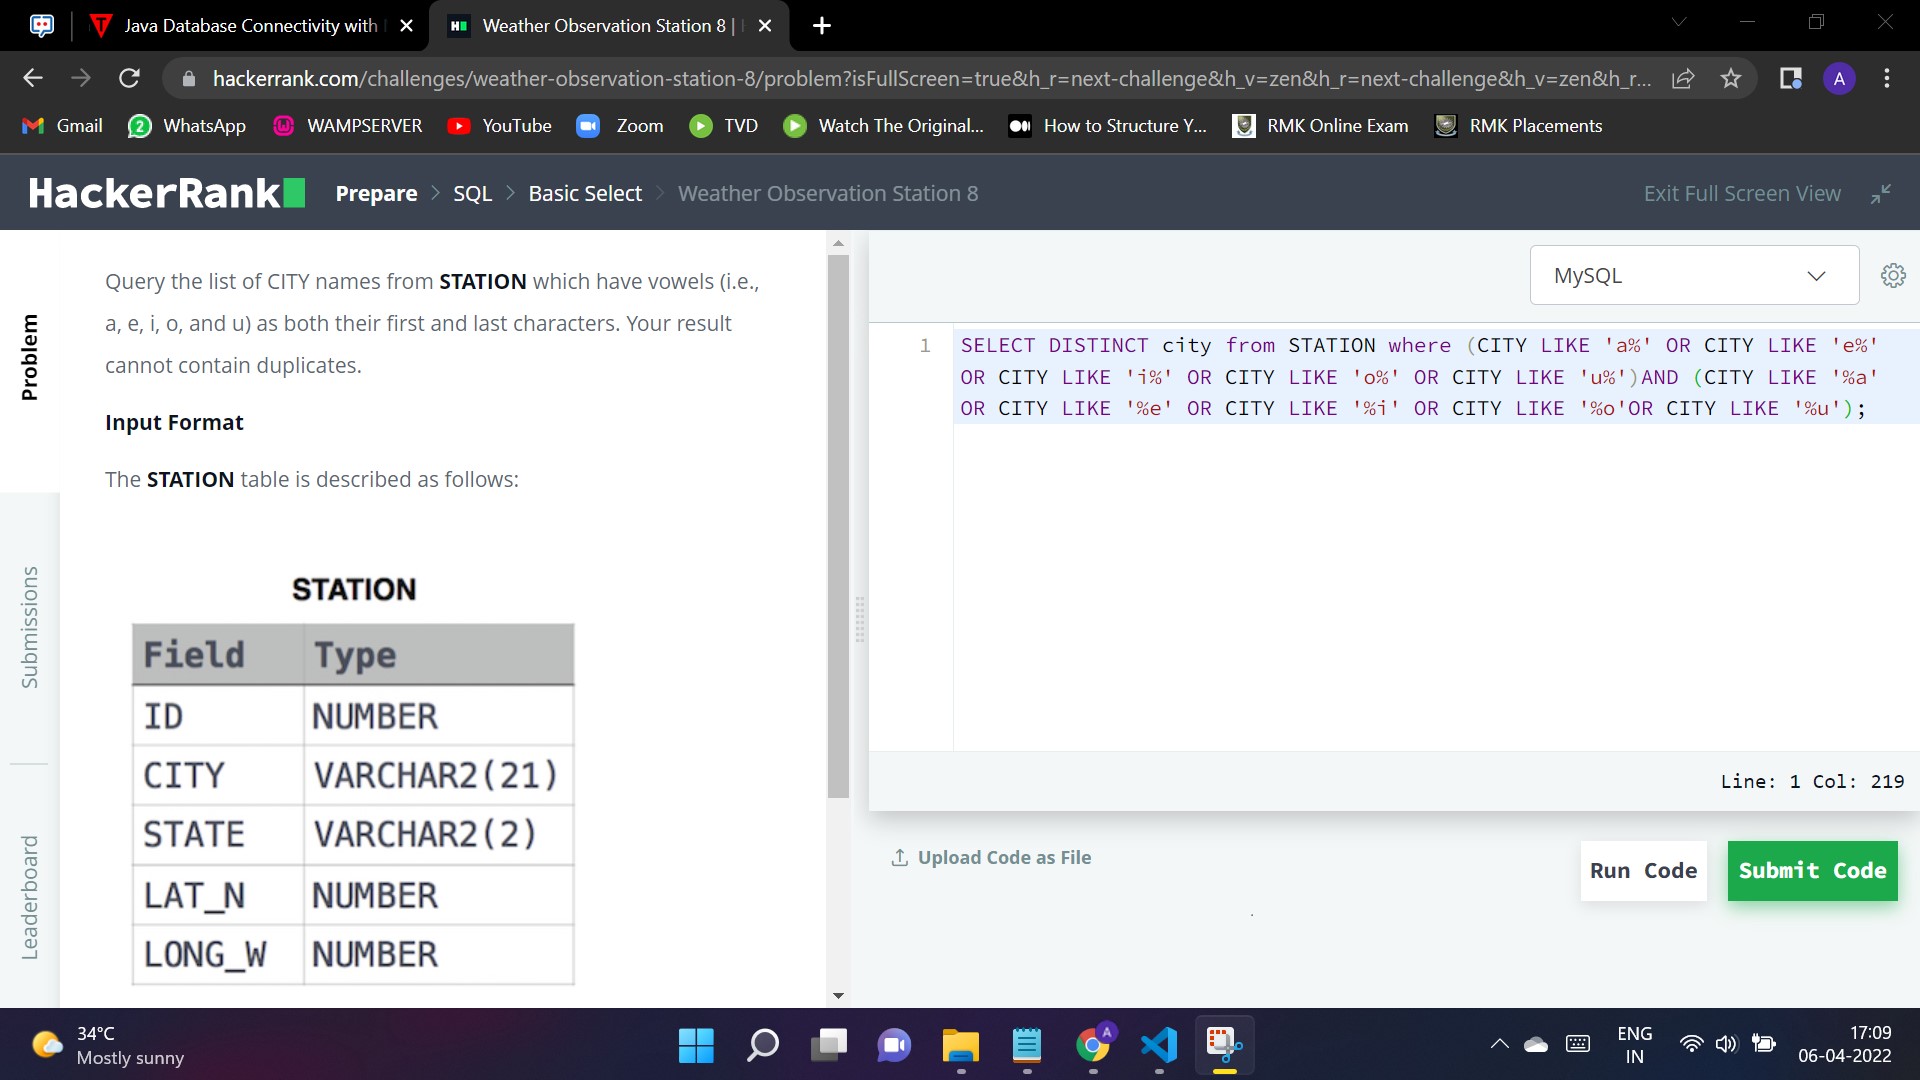 Java Database Connectivity with
Weather Observation Station 8 |
hackerrank.com/challenges/weather-observation-station-8/problem?isFullScreen=true&h_r=next-challenge&h_v=zen&h_r=next-challenge&h_v=zen&h_r...
A
Gmail
2 WhatsApp
WAMPSERVER
YouTube
Zoom
TVD
Watch The Original...
How to Structure Y...
RMK Online Exam
RMK Placements
HackerRank
Prepare > SQL > Basic Select > Weather Observation Station 8
Exit Full Screen View
Problem
Submissions
Leaderboard
Query the list of CITY names from STATION which have vowels (i.e.,
a, e, i, o, and u) as both their first and last characters. Your result
cannot contain duplicates.
Input Format
The STATION table is described as follows:
STATION
Field Type
ID NUMBER
CITY VARCHAR2(21)
STATE VARCHAR2(2)
LAT_N NUMBER
LONG_W NUMBER
MySQL
1 SELECT DISTINCT city from STATION where (CITY LIKE 'a%' OR CITY LIKE 'e%'
OR CITY LIKE 'i%' OR CITY LIKE 'o%' OR CITY LIKE 'u%')AND (CITY LIKE '%a'
OR CITY LIKE '%e' OR CITY LIKE '%i' OR CITY LIKE '%o'OR CITY LIKE '%u');
Line: 1 Col: 219
Upload Code as File
Run Code
Submit Code
34°C
Mostly sunny
A
ENG
IN
17:09
06-04-2022